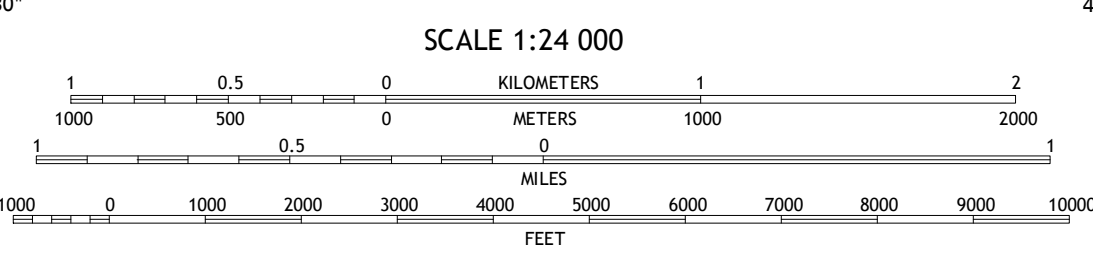 30"
4
SCALE 1:24 000
1 0.5 0 KILOMETERS 1 2
1000 500 0 METERS 1000 2000
1 0.5 0 1
MILES
1000 0 1000 2000 3000 4000 5000 6000 7000 8000 9000 10000
FEET